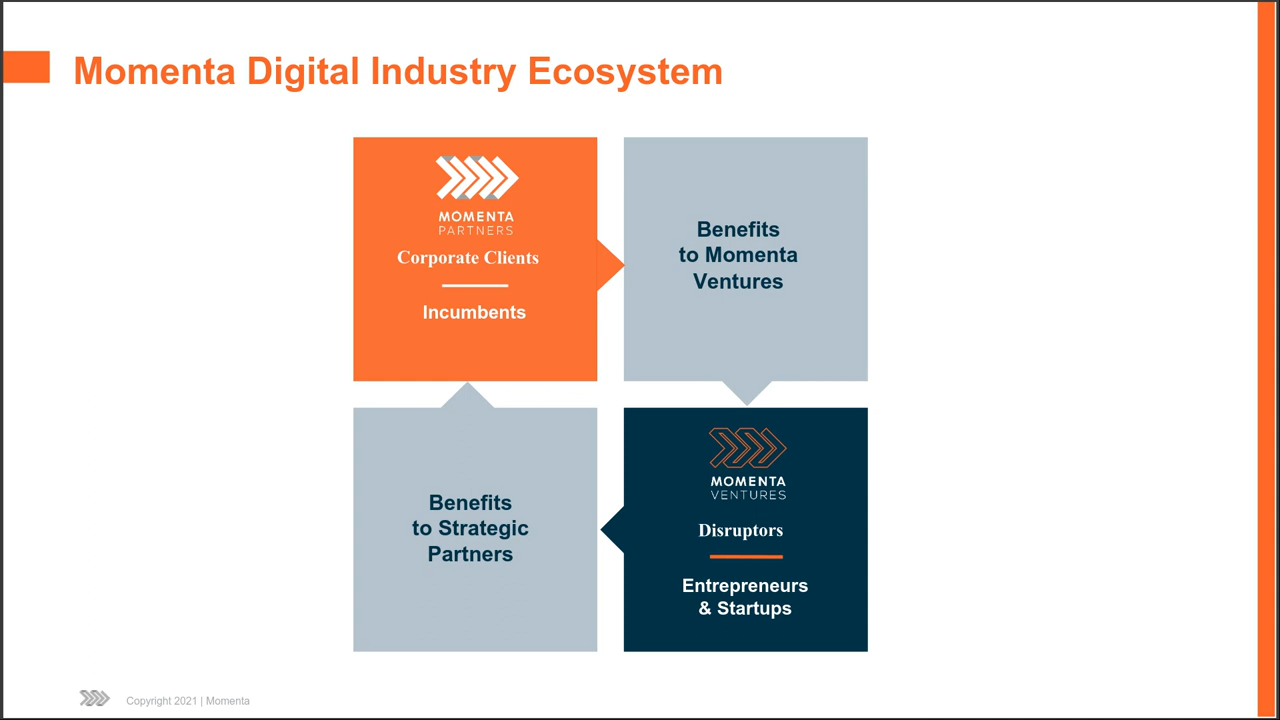 Momenta Digital Industry Ecosystem
MOMENTA
PARTNERS
Corporate Clients
Incumbents
Benefits
to Momenta
Ventures
Benefits
to Strategic
Partners
MOMENTA
VENTURES
Disruptors
Entrepreneurs
& Startups
Copyright 2021 | Momenta